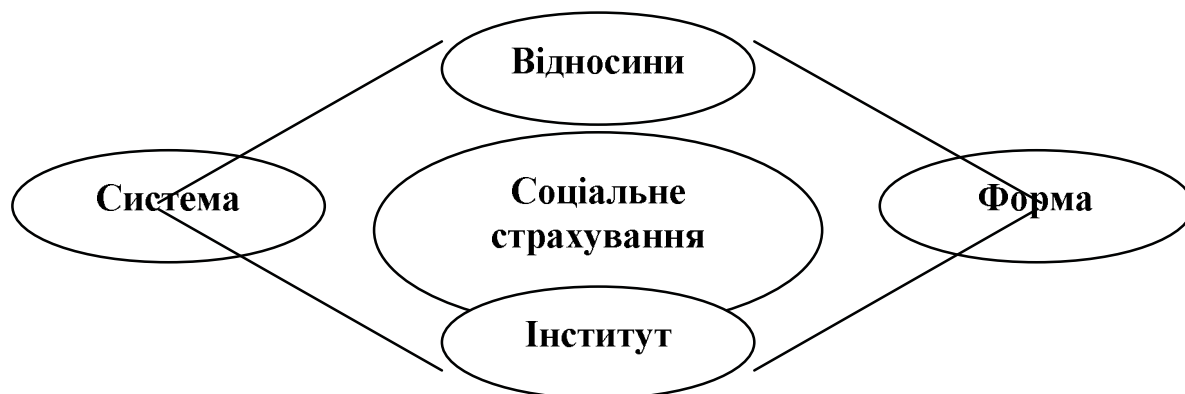 Відносини
Система
Соціальне
страхування
Форма
Інститут